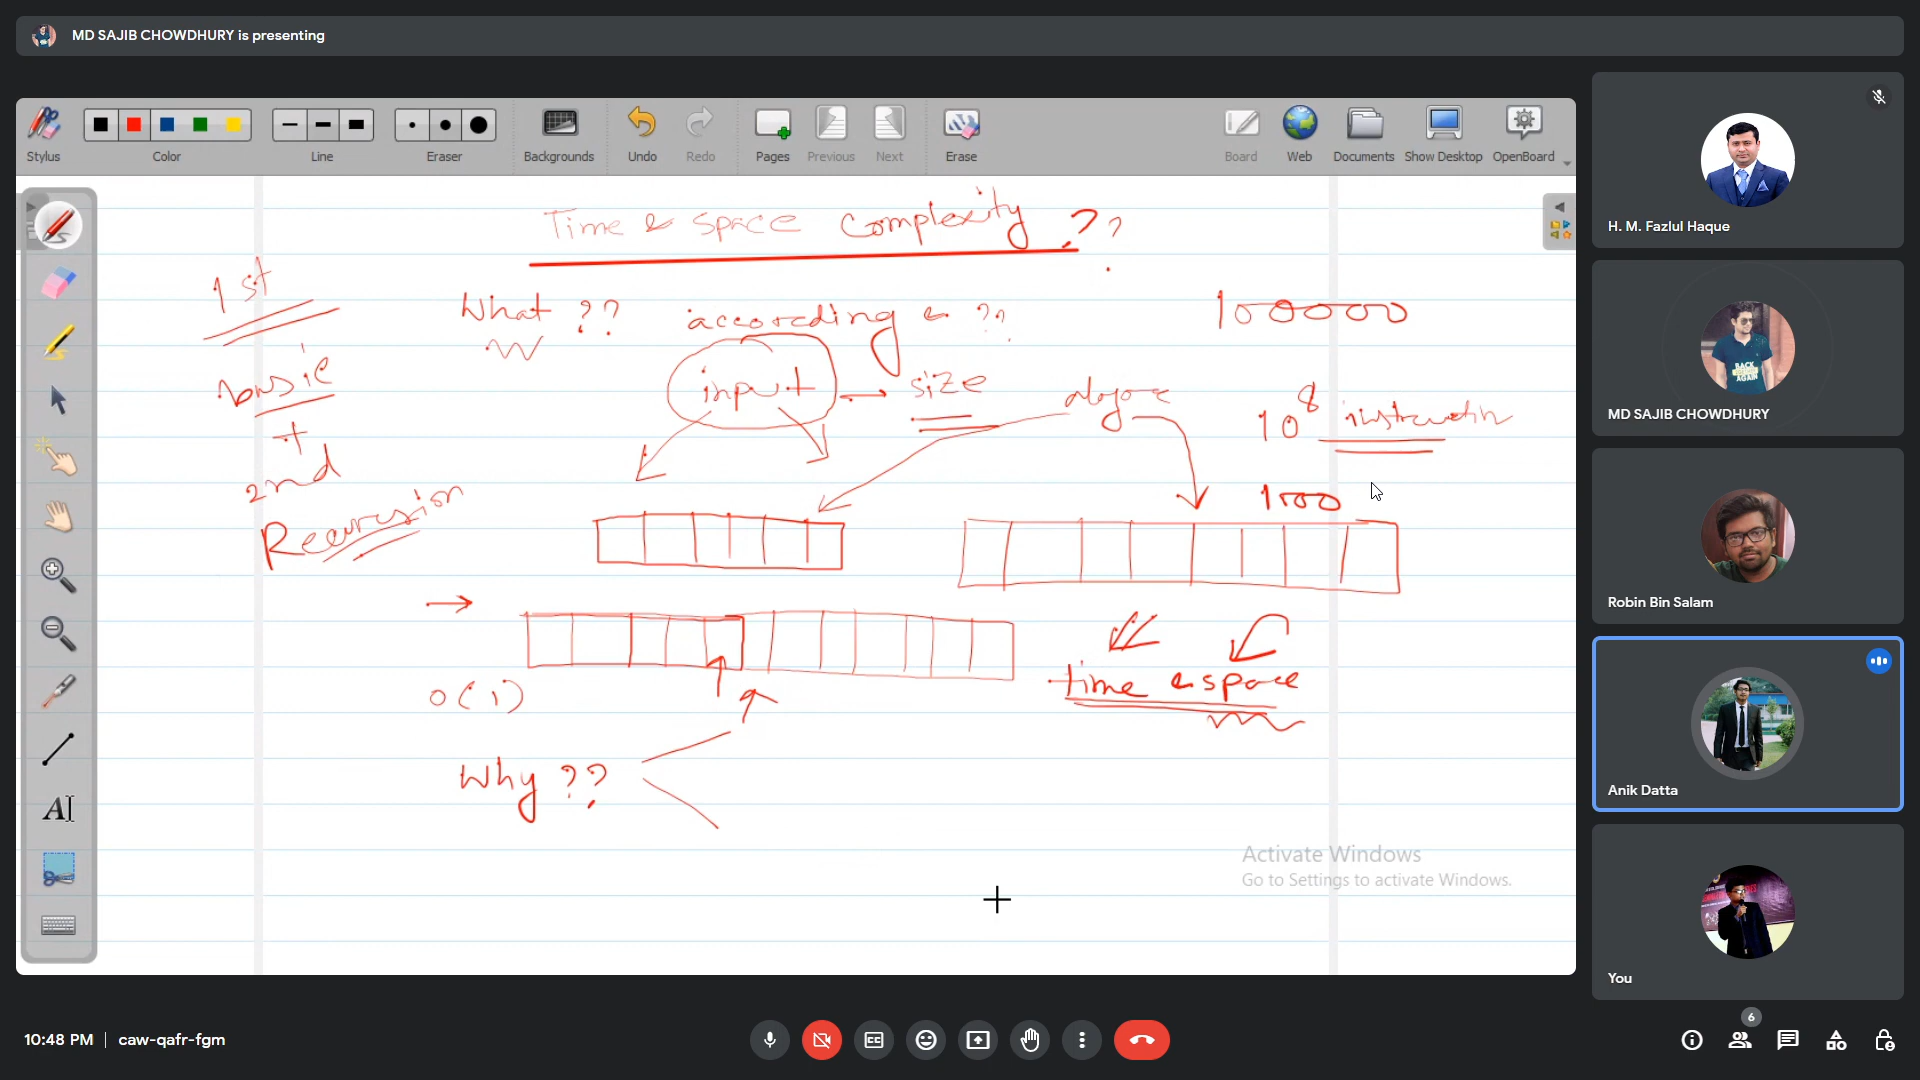 MD SAJIB CHOWDHURY is presenting
Stylus
Color
Line
Eraser
Backgrounds
Undo
Redo
Pages
Previous
Next
Erase
Board
Web
Documents
Show Desktop
OpenBoard
Time & space complexity ??
1st
What ??
according ??
1000000
input
size
+
2nd
10^8
Recursion
time & space
O(1)
Why ??
Activate Windows
Go to Settings to activate Windows.
H. M. Fazlul Haque
MD SAJIB CHOWDHURY
Robin Bin Salam
Anik Datta
You
10:48 PM | caw-qafr-fgm
6